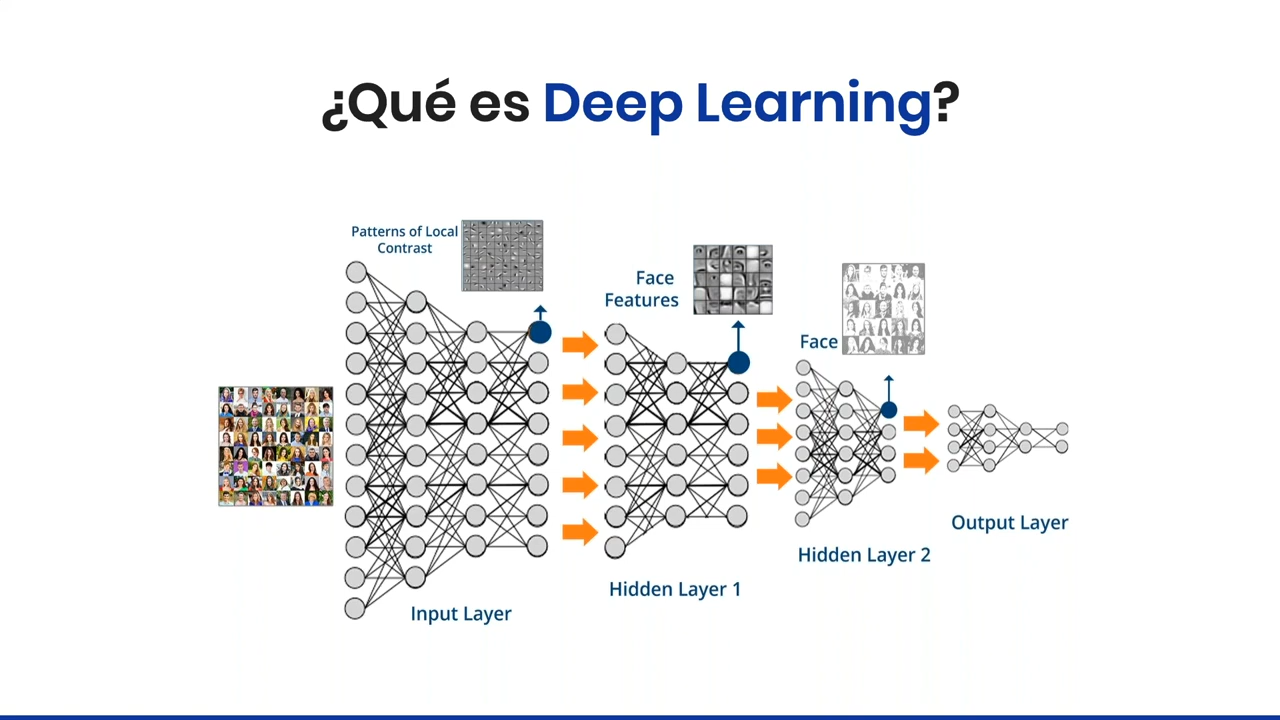 ¿Qué es Deep Learning?
Patterns of Local
Contrast
Face
Features
Face
Input Layer
Hidden Layer 1
Hidden Layer 2
Output Layer